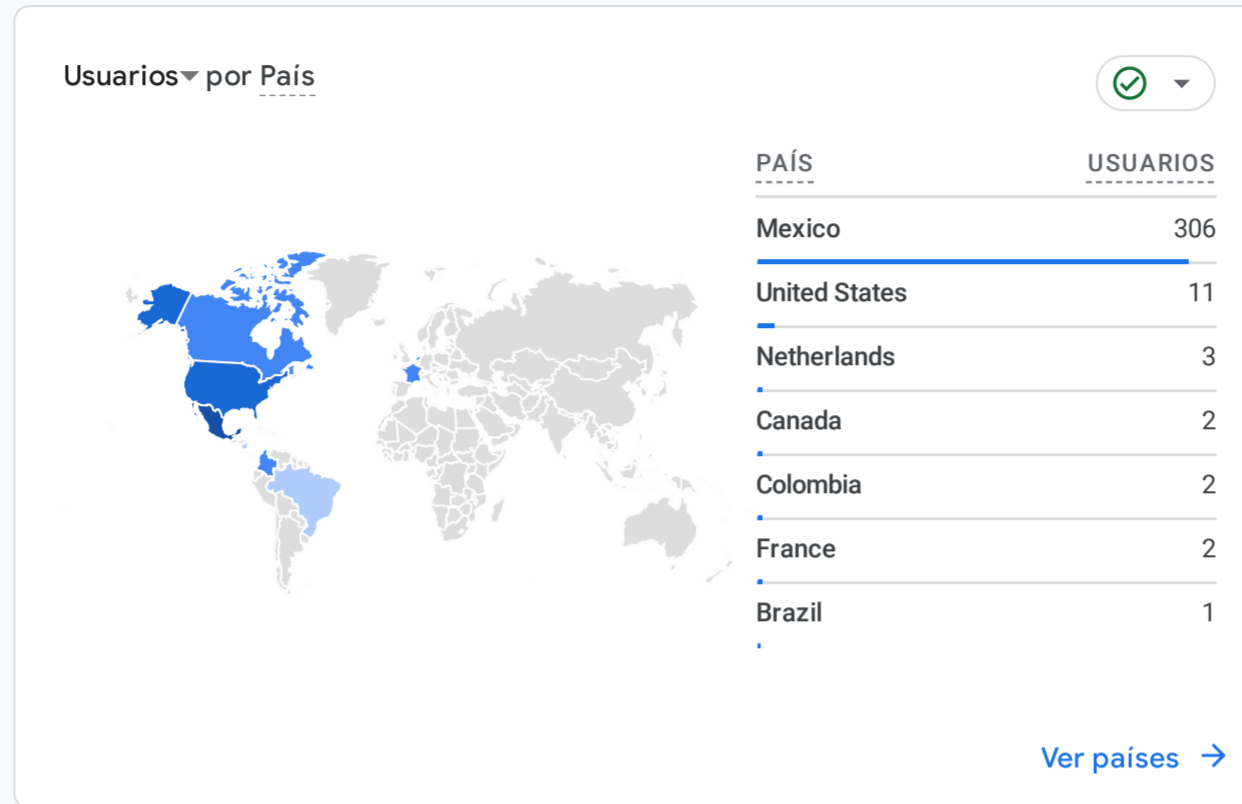 Usuarios por País
PAÍS USUARIOS
Mexico 306
United States 11
Netherlands 3
Canada 2
Colombia 2
France 2
Brazil 1
Ver países